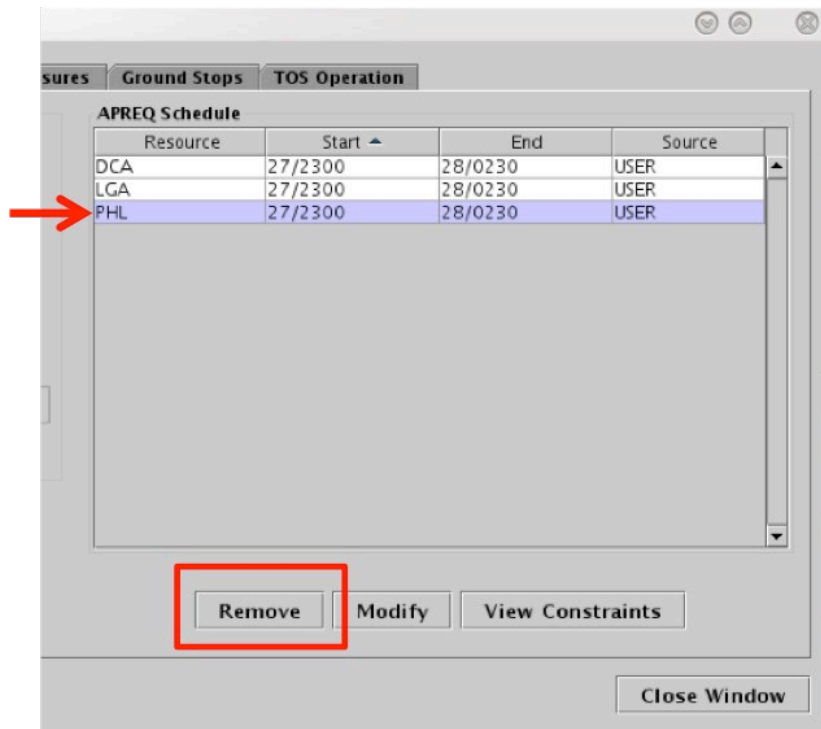 sures Ground Stops TOS Operation
APREQ Schedule
Resource Start End Source
DCA 27/2300 28/0230 USER
LGA 27/2300 28/0230 USER
PHL 27/2300 28/0230 USER
Remove Modify View Constraints
Close Window